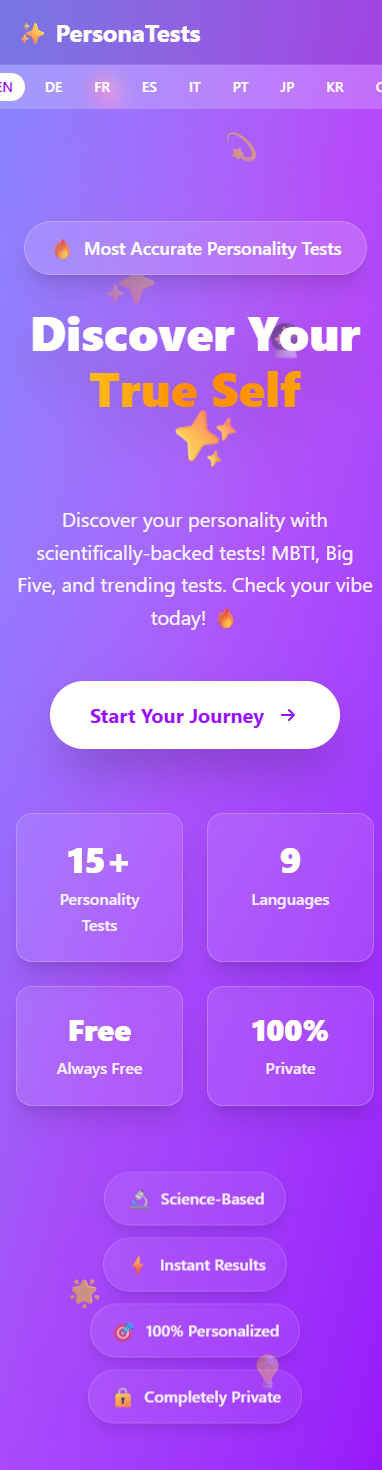 PersonaTests
EN DE FR ES IT PT JP KR
Most Accurate Personality Tests
Discover Your
True Self
Discover your personality with
scientifically-backed tests! MBTI, Big
Five, and trending tests. Check your vibe
today!
Start Your Journey →
15+
Personality
Tests
9
Languages
Free
Always Free
100%
Private
Science-Based
Instant Results
100% Personalized
Completely Private